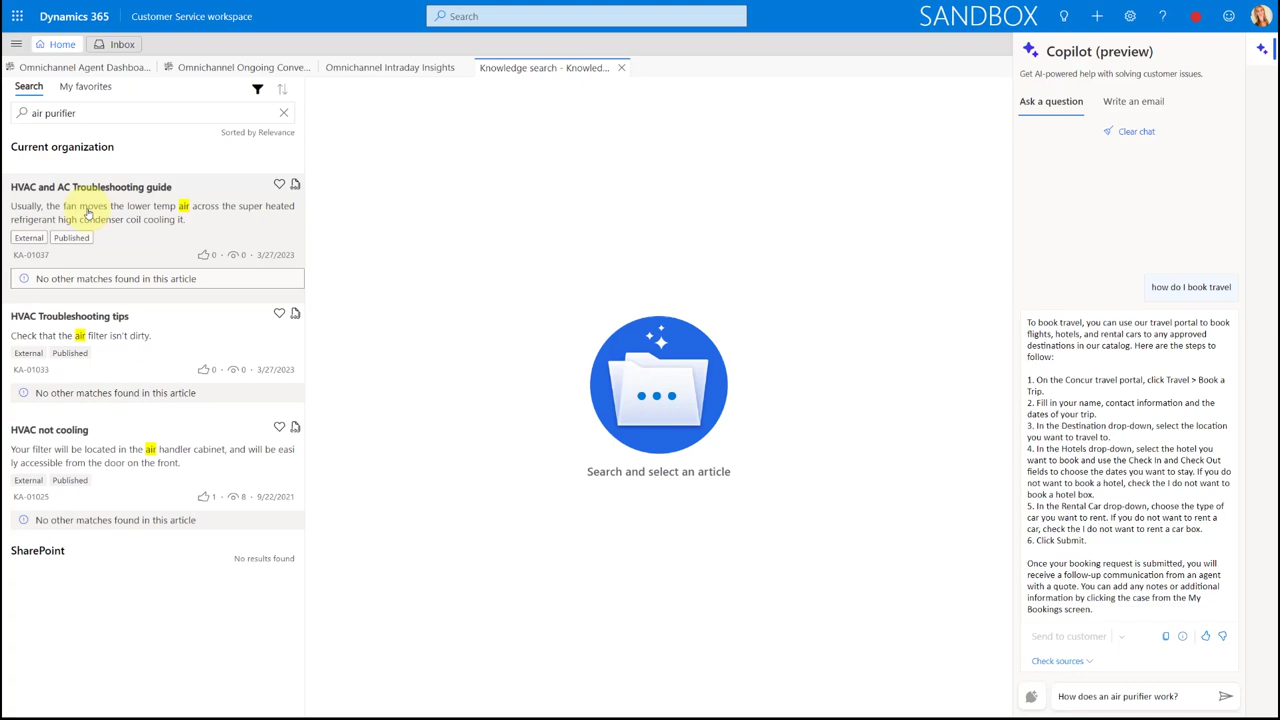 Dynamics 365
Customer Service workspace
Search
SANDBOX
Home
Inbox
Omnichannel Agent Dashboa...
Omnichannel Ongoing Conve...
Omnichannel Intraday Insights
Knowledge search - Knowled...
Search
My favorites
air purifier
Sorted by Relevance
Current organization
HVAC and AC Troubleshooting guide
Usually, the fan moves the lower temp air across the super heated
refrigerant high condenser coil cooling it.
External
Published
KA-01037
0 · 0 · 3/27/2023
No other matches found in this article
HVAC Troubleshooting tips
Check that the air filter isn't dirty.
External
Published
KA-01033
0 · 0 · 3/27/2023
No other matches found in this article
HVAC not cooling
Your filter will be located in the air handler cabinet, and will be easi
ly accessible from the door on the front.
External
Published
KA-01025
1 · 8 · 9/22/2021
No other matches found in this article
SharePoint
No results found
Search and select an article
Copilot (preview)
Get AI-powered help with solving customer issues.
Ask a question
Write an email
Clear chat
how do I book travel
To book travel, you can use our travel portal to book
flights, hotels, and rental cars to any approved
destinations in our catalog. Here are the steps to
follow:
1. On the Concur travel portal, click Travel > Book a
Trip.
2. Fill in your name, contact information and the
dates of your trip.
3. In the Destination drop-down, select the location
you want to travel to.
4. In the Hotels drop-down, select the hotel you
want to book and use the Check In and Check Out
fields to choose the dates you want to stay. If you do
not want to book a hotel, check the I do not want to
book a hotel box.
5. In the Rental Car drop-down, choose the type of
car you want to rent. If you do not want to rent a
car, check the I do not want to rent a car box.
6. Click Submit.
Once your booking request is submitted, you will
receive a follow-up communication from an agent
with a quote. You can add any notes or additional
information by clicking the case from the My
Bookings screen.
Send to customer
Check sources
How does an air purifier work?